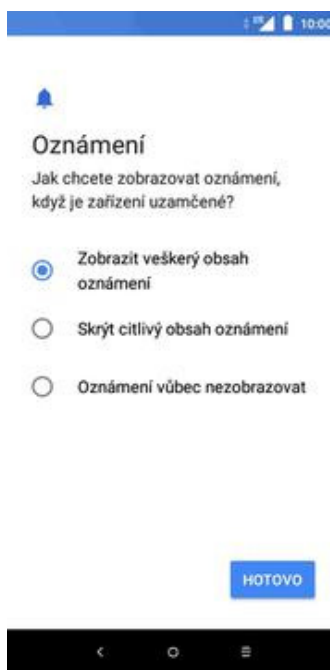 10:00
Oznámení
Jak chcete zobrazovat oznámení,
když je zařízení uzamčené?
Zobrazit veškerý obsah
oznámení
Skrýt citlivý obsah oznámení
Oznámení vůbec nezobrazovat
HOTOVO